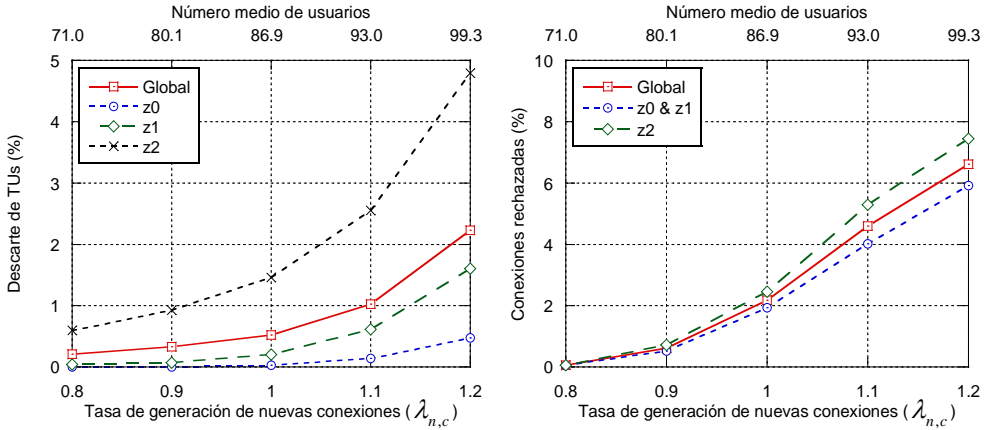 Número medio de usuarios
71.0 80.1 86.9 93.0 99.3
Descarte de TUs (%)
5
4
3
2
1
0
Global
z0
z1
z2
0.8 0.9 1 1.1 1.2
Tasa de generación de nuevas conexiones ( λn,c )
Número medio de usuarios
71.0 80.1 86.9 93.0 99.3
Conexiones rechazadas (%)
10
8
6
4
2
0
Global
z0 & z1
z2
0.8 0.9 1 1.1 1.2
Tasa de generación de nuevas conexiones ( λn,c )